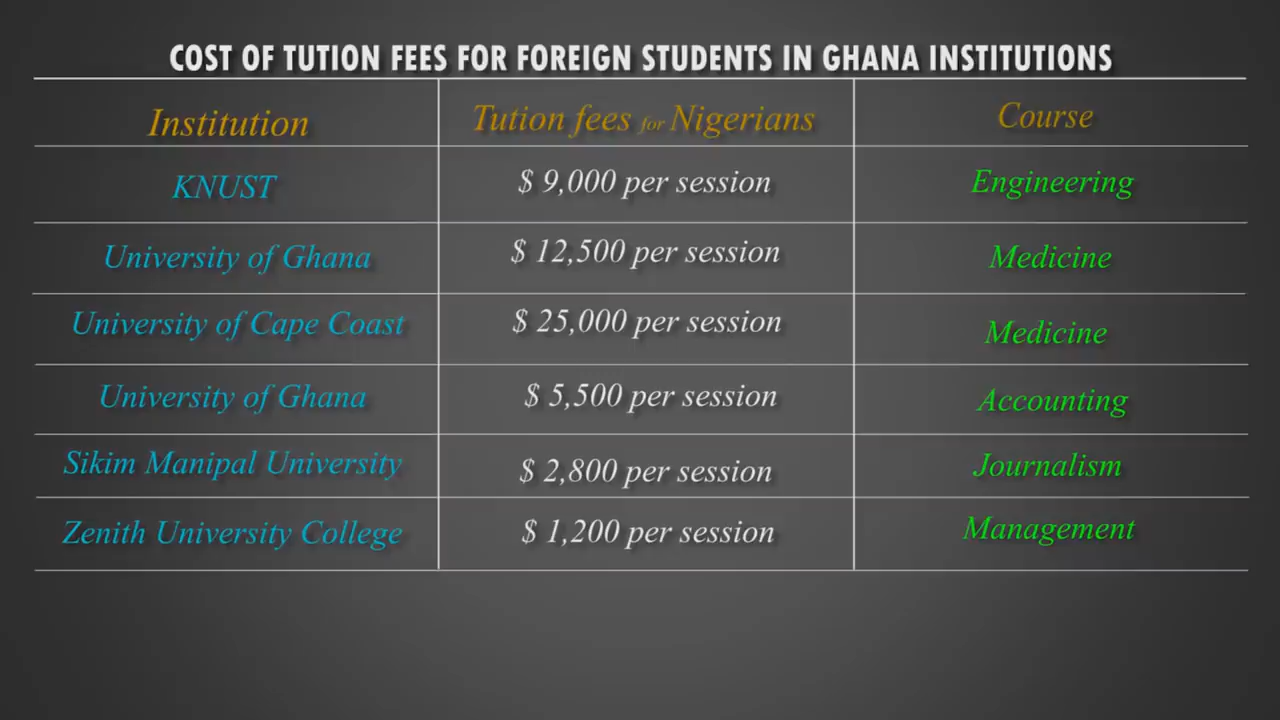 COST OF TUTION FEES FOR FOREIGN STUDENTS IN GHANA INSTITUTIONS
Institution Tution fees for Nigerians Course
KNUST $ 9,000 per session Engineering
University of Ghana $ 12,500 per session Medicine
University of Cape Coast $ 25,000 per session Medicine
University of Ghana $ 5,500 per session Accounting
Sikim Manipal University $ 2,800 per session Journalism
Zenith University College $ 1,200 per session Management